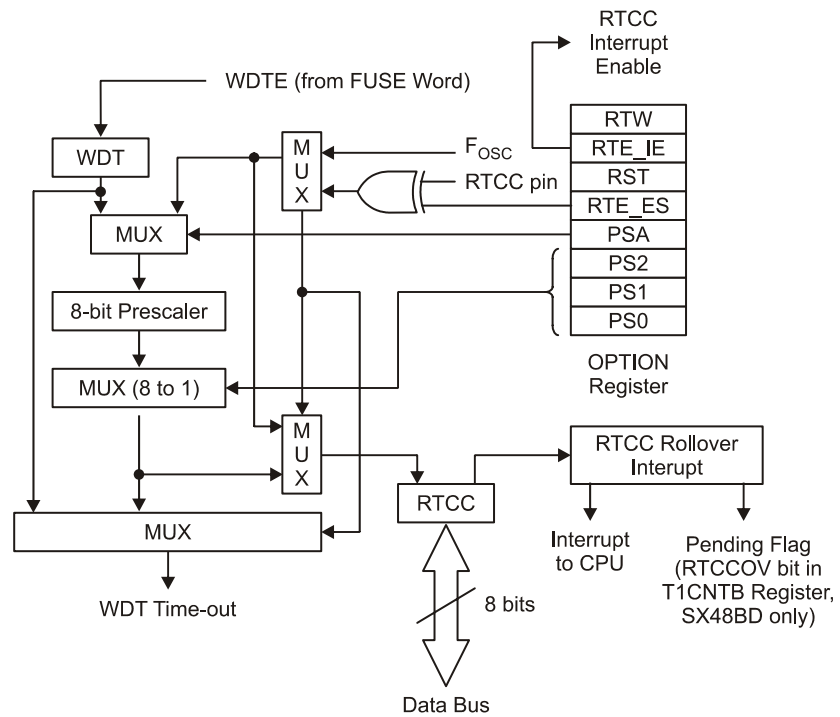 RTCC
Interrupt
Enable
WDTE (from FUSE Word)
WDT
MUX
FOSC
RTCC pin
RTW
RTE_IE
RST
RTE_ES
PSA
PS2
PS1
PS0
OPTION
Register
MUX
8-bit Prescaler
MUX (8 to 1)
MUX
RTCC
RTCC Rollover
Interupt
MUX
WDT Time-out
8 bits
Data Bus
Interrupt
to CPU
Pending Flag
(RTCCOV bit in
T1CNTB Register,
SX48BD only)